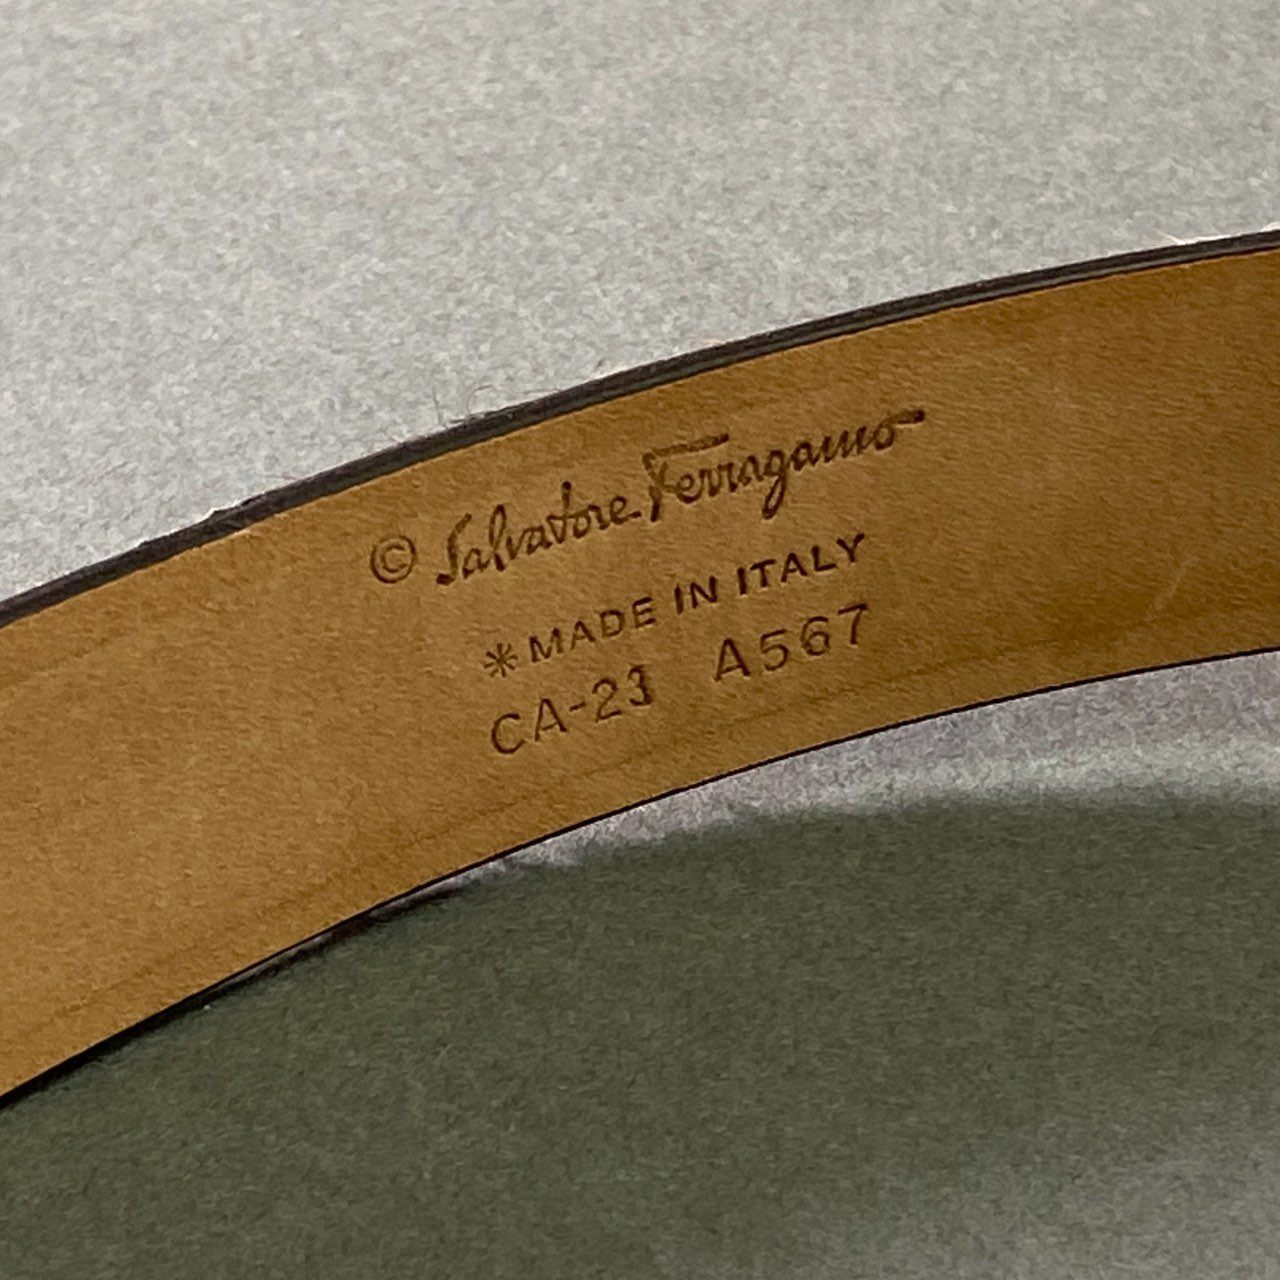 © Salvatore Ferragamo
✳MADE IN ITALY
CA-23 A567